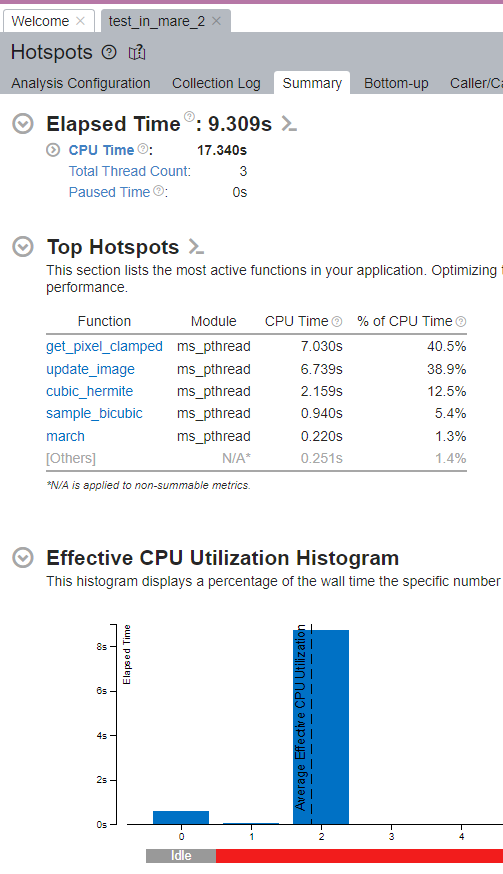 Welcome × test_in_mare_2 ×
Hotspots ?
Analysis Configuration Collection Log Summary Bottom-up Caller/Ca
Elapsed Time ?: 9.309s
CPU Time ?: 17.340s
Total Thread Count: 3
Paused Time ?: 0s
Top Hotspots
This section lists the most active functions in your application. Optimizing
performance.
Function Module CPU Time ? % of CPU Time ?
get_pixel_clamped ms_pthread 7.030s 40.5%
update_image ms_pthread 6.739s 38.9%
cubic_hermite ms_pthread 2.159s 12.5%
sample_bicubic ms_pthread 0.940s 5.4%
march ms_pthread 0.220s 1.3%
[Others] N/A* 0.251s 1.4%
*N/A is applied to non-summable metrics.
Effective CPU Utilization Histogram
This histogram displays a percentage of the wall time the specific number
Elapsed Time
8s
6s
4s
2s
0s
Average Effective CPU Utilization
0 1 2 3 4
Idle